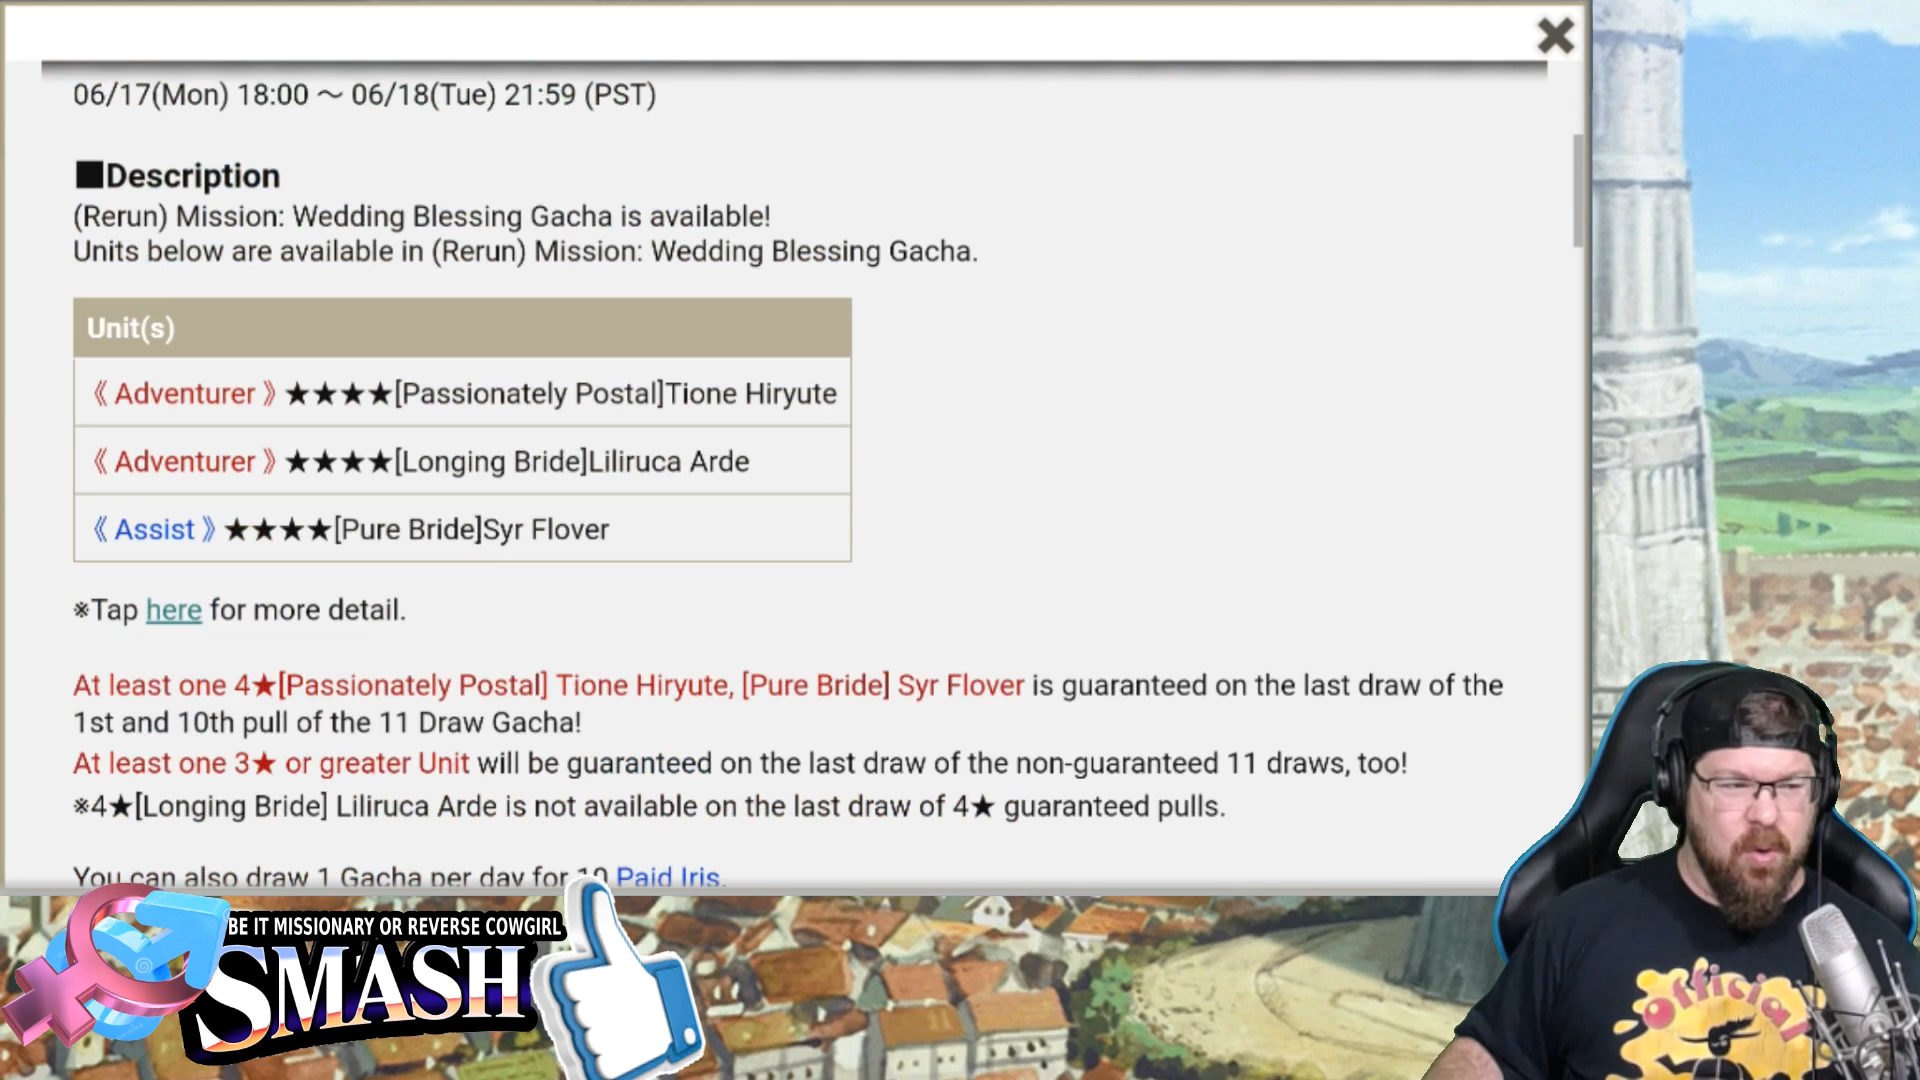 06/17(Mon) 18:00 ～ 06/18(Tue) 21:59 (PST)
■Description
(Rerun) Mission: Wedding Blessing Gacha is available!
Units below are available in (Rerun) Mission: Wedding Blessing Gacha.
Unit(s)
《Adventurer》★★★★[Passionately Postal]Tione Hiryute
《Adventurer》★★★★[Longing Bride]Liliruca Arde
《Assist》★★★★[Pure Bride]Syr Flover
※Tap here for more detail.
At least one 4★[Passionately Postal] Tione Hiryute, [Pure Bride] Syr Flover is guaranteed on the last draw of the
1st and 10th pull of the 11 Draw Gacha!
At least one 3★ or greater Unit will be guaranteed on the last draw of the non-guaranteed 11 draws, too!
※4★[Longing Bride] Liliruca Arde is not available on the last draw of 4★ guaranteed pulls.
You can also draw 1 Gacha per day for 10 Paid Iris.
BE IT MISSIONARY OR REVERSE COWGIRL
SMASH
Official